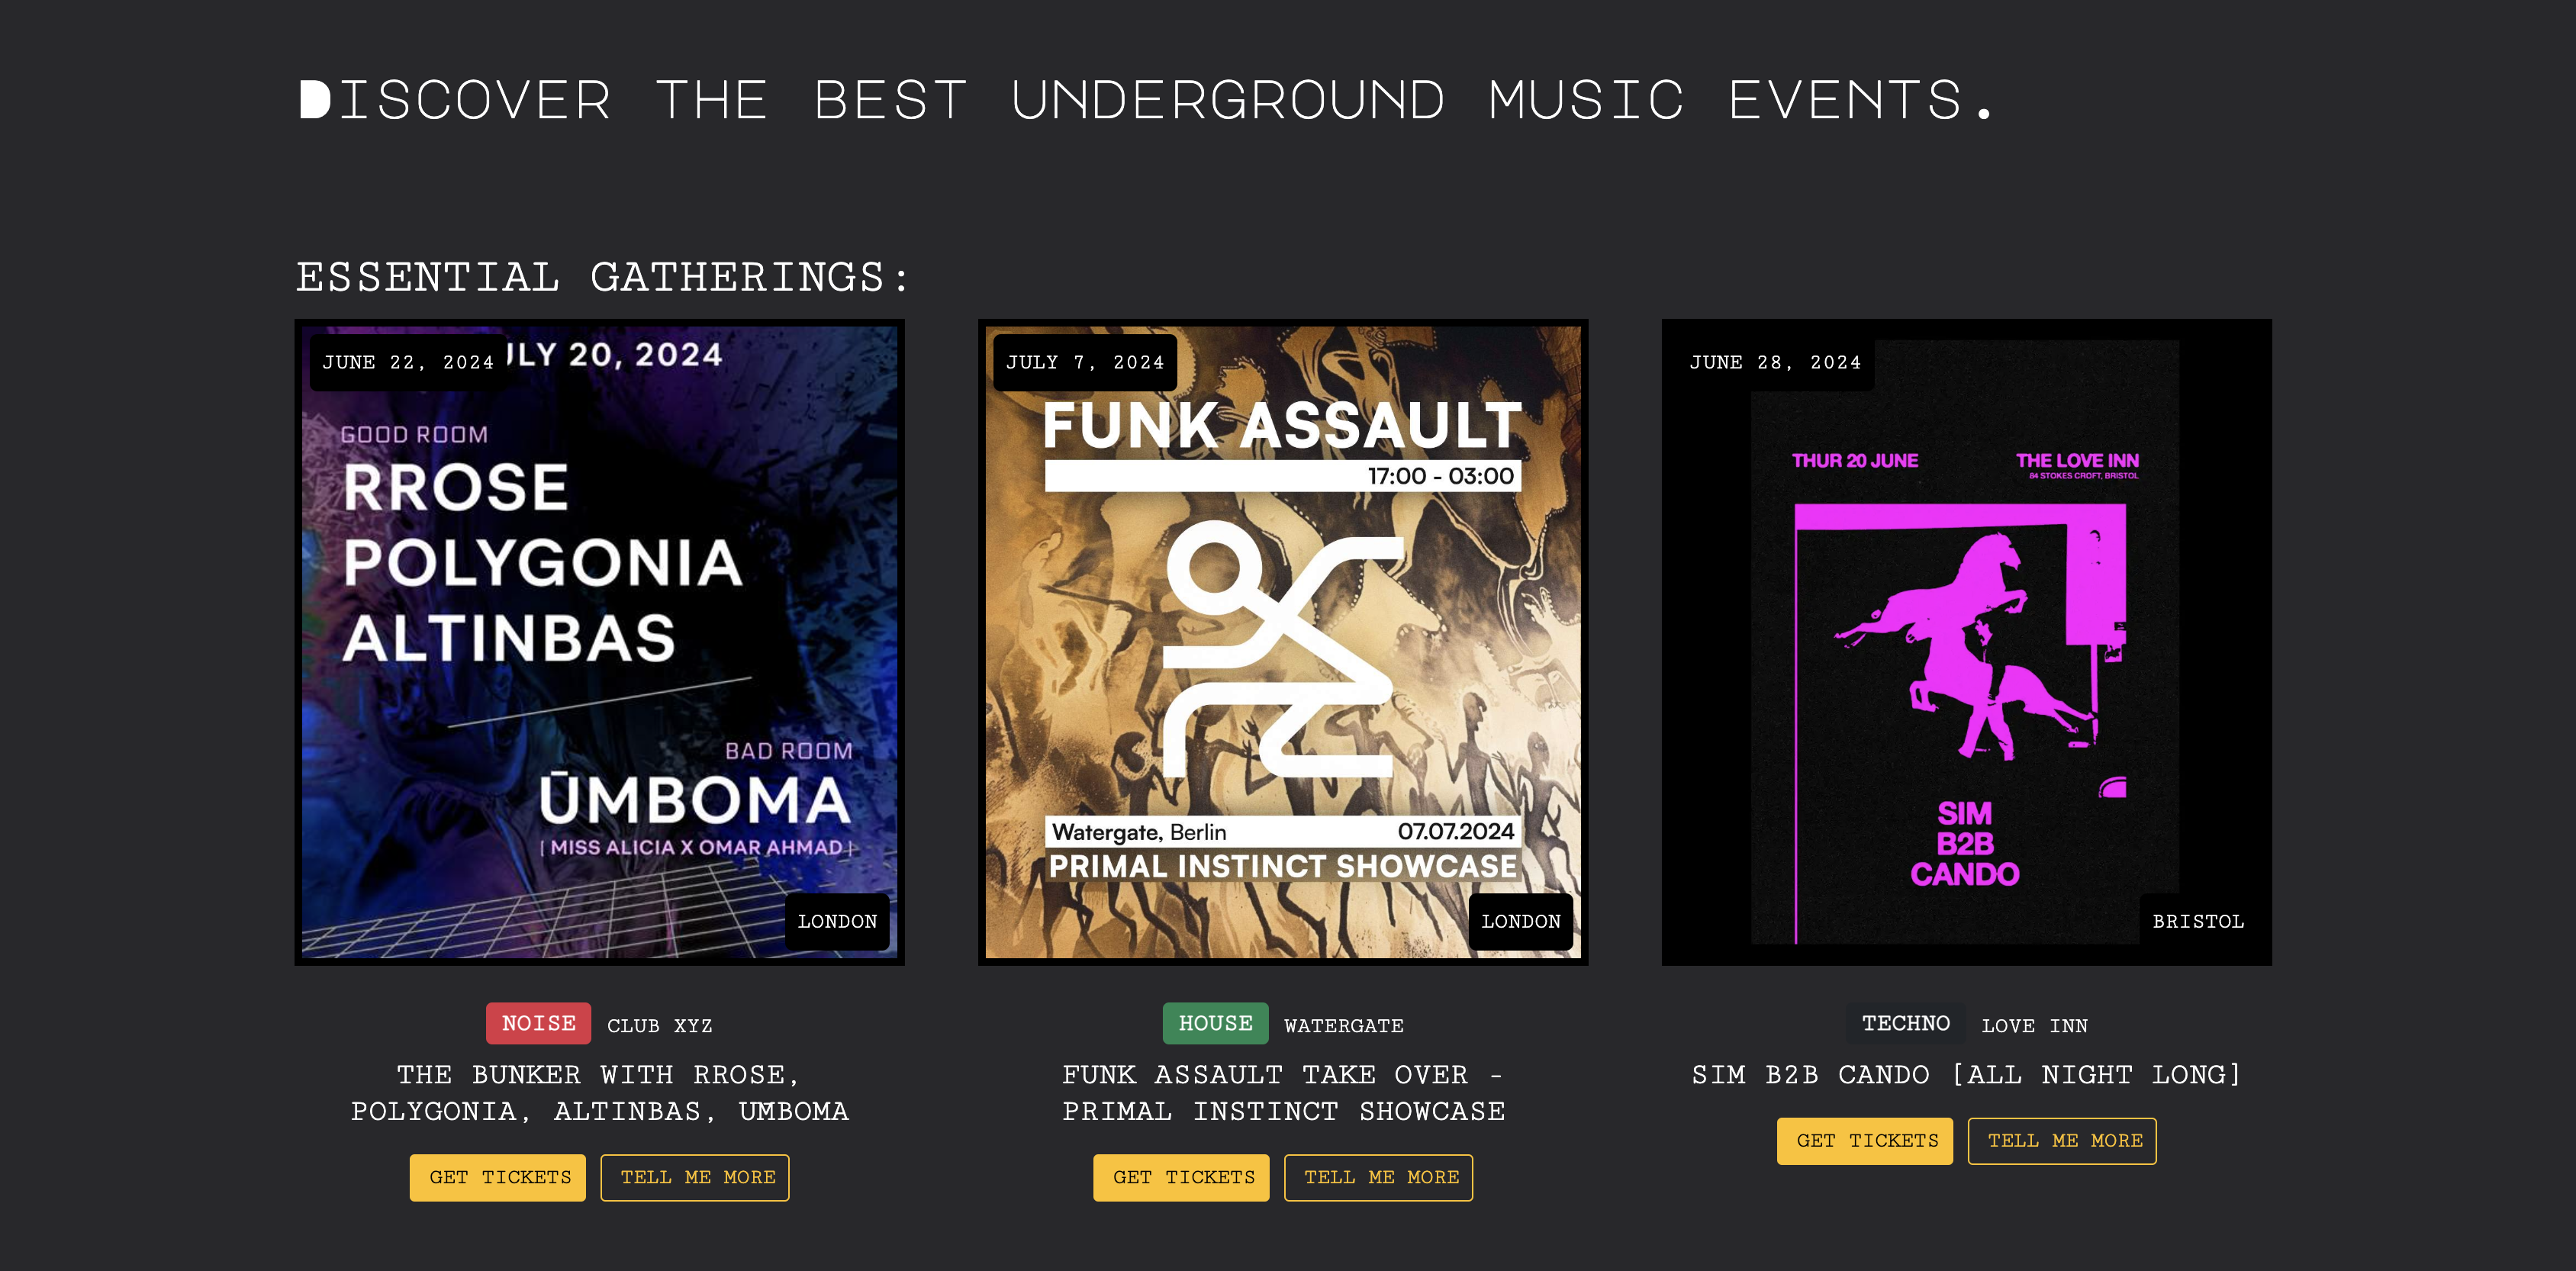 DISCOVER THE BEST UNDERGROUND MUSIC EVENTS.
ESSENTIAL GATHERINGS:
JUNE 22, 2024
JLY 20, 2024
GOOD ROOM
RROSE
POLYGONIA
ALTINBAS
BAD ROOM
ŪMBOMA
[ MISS ALICIA X OMAR AHMAD ]
LONDON
NOISE CLUB XYZ
THE BUNKER WITH RROSE,
POLYGONIA, ALTINBAS, UMBOMA
GET TICKETS TELL ME MORE
JULY 7, 2024
FUNK ASSAULT
17:00 - 03:00
Watergate, Berlin 07.07.2024
PRIMAL INSTINCT SHOWCASE
LONDON
HOUSE WATERGATE
FUNK ASSAULT TAKE OVER -
PRIMAL INSTINCT SHOWCASE
GET TICKETS TELL ME MORE
JUNE 28, 2024
THUR 20 JUNE THE LOVE INN
84 STOKES CROFT, BRISTOL
SIM
B2B
CANDO
BRISTOL
TECHNO LOVE INN
SIM B2B CANDO [ALL NIGHT LONG]
GET TICKETS TELL ME MORE